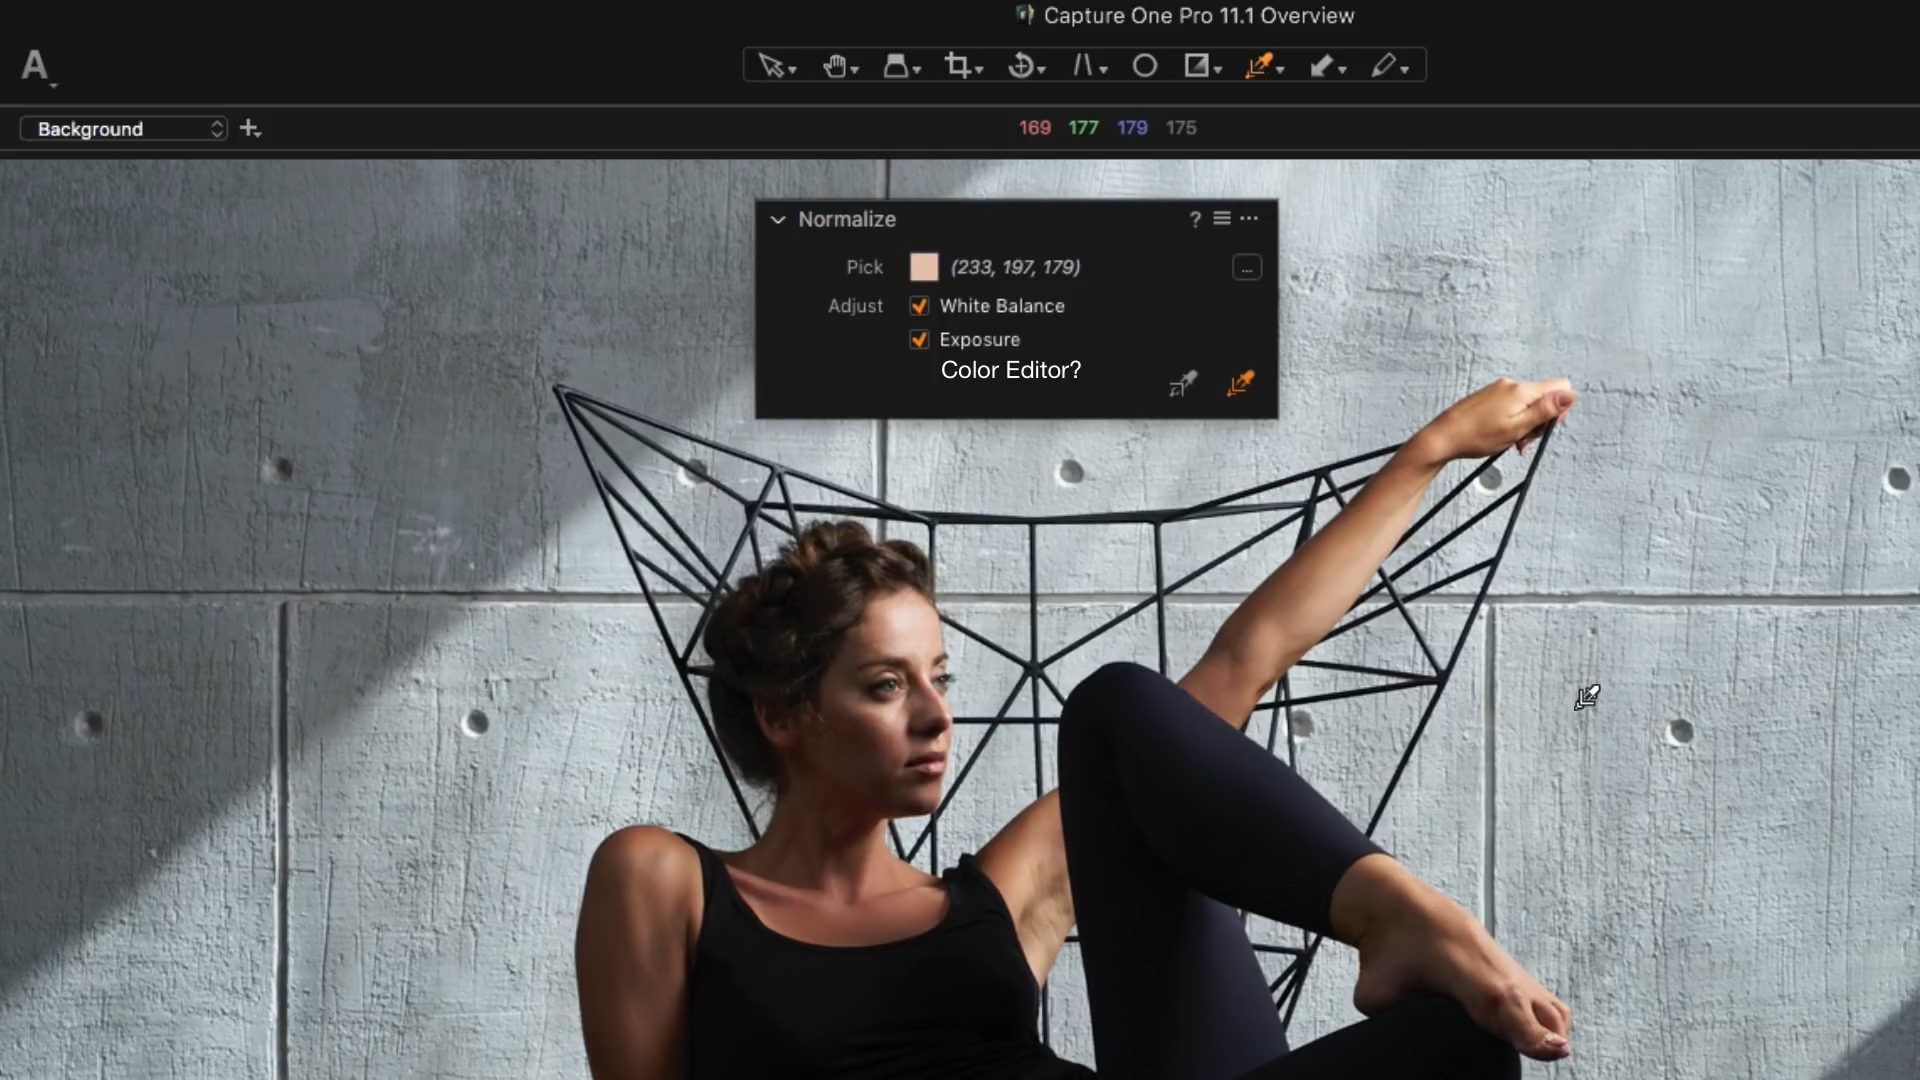 Capture One Pro 11.1 Overview
A
Background
169 177 179 175
Normalize ?
Pick (233, 197, 179) ...
Adjust White Balance
Exposure
Color Editor?